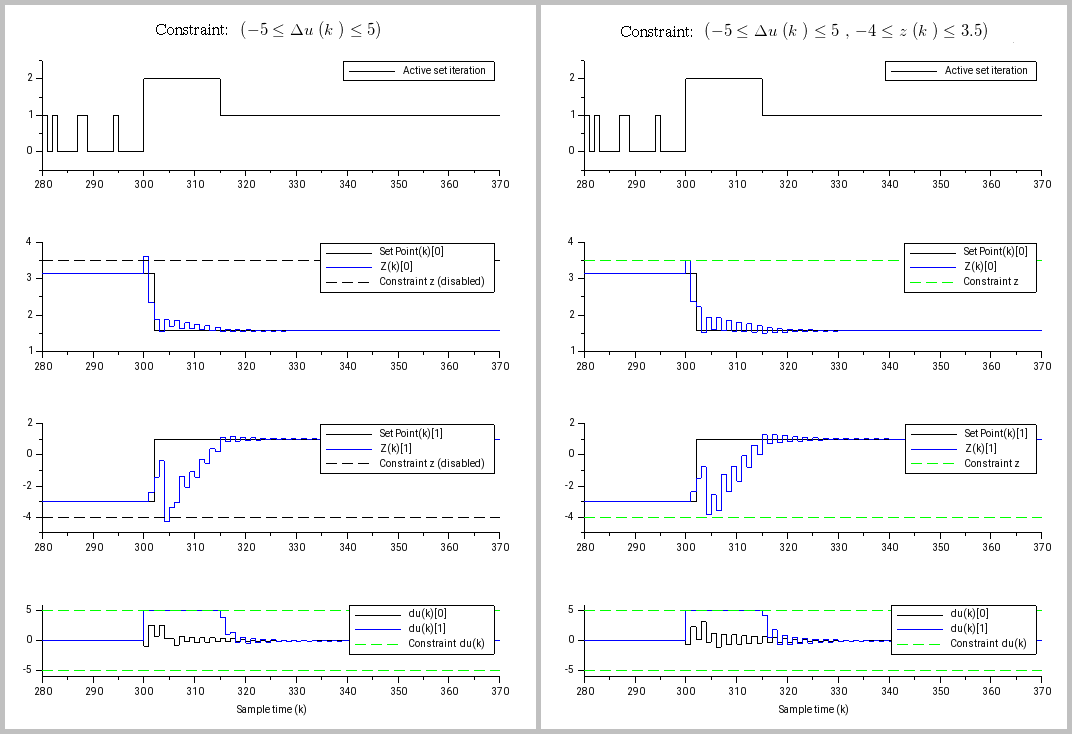 Constraint: (−5 ≤ Δu (k ) ≤ 5)
Active set iteration
2
1
0
280 290 300 310 320 330 340 350 360 370
Set Point(k)[0]
Z(k)[0]
Constraint z (disabled)
4
3
2
1
280 290 300 310 320 330 340 350 360 370
Set Point(k)[1]
Z(k)[1]
Constraint z (disabled)
2
0
-2
-4
280 290 300 310 320 330 340 350 360 370
du(k)[0]
du(k)[1]
Constraint du(k)
5
0
-5
280 290 300 310 320 330 340 350 360 370
Sample time (k)
Constraint: (−5 ≤ Δu (k ) ≤ 5 , −4 ≤ z (k ) ≤ 3.5)
Active set iteration
2
1
0
280 290 300 310 320 330 340 350 360 370
Set Point(k)[0]
Z(k)[0]
Constraint z
4
3
2
1
280 290 300 310 320 330 340 350 360 370
Set Point(k)[1]
Z(k)[1]
Constraint z
2
0
-2
-4
280 290 300 310 320 330 340 350 360 370
du(k)[0]
du(k)[1]
Constraint du(k)
5
0
-5
280 290 300 310 320 330 340 350 360 370
Sample time (k)